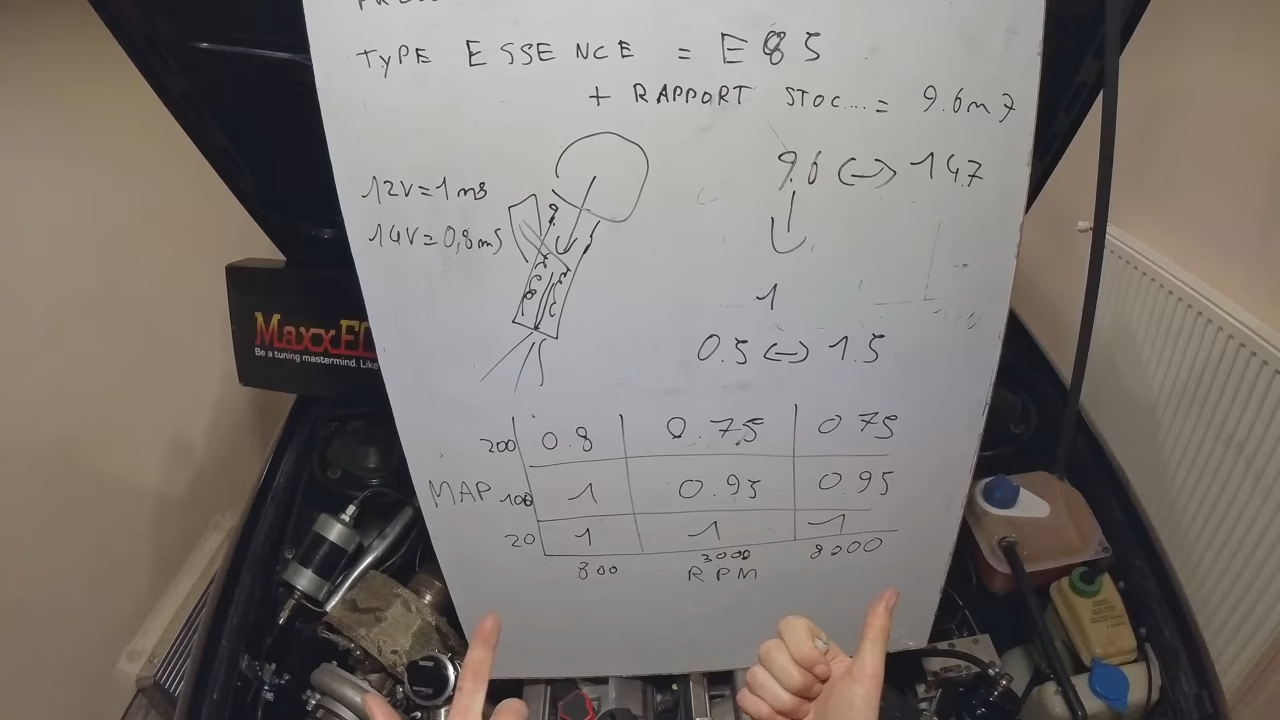 TYPE ESSENCE = E85
+ RAPPORT STOC.... = 9.6
9.6 <-> 14.7
12V = 1 ms
14V = 0,8 ms
1
0.5 <-> 1.5
MaxxE
Be a tuning mastermind. Like
200 0.8 0.75 0.75
MAP 100 1 0.95 0.95
20 1 1 1
800 3000 8000
RPM